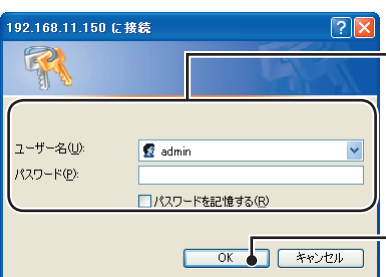 192.168.11.150 に接続
ユーザー名(U):
admin
パスワード(P):
パスワードを記憶する(R)
OK
キャンセル